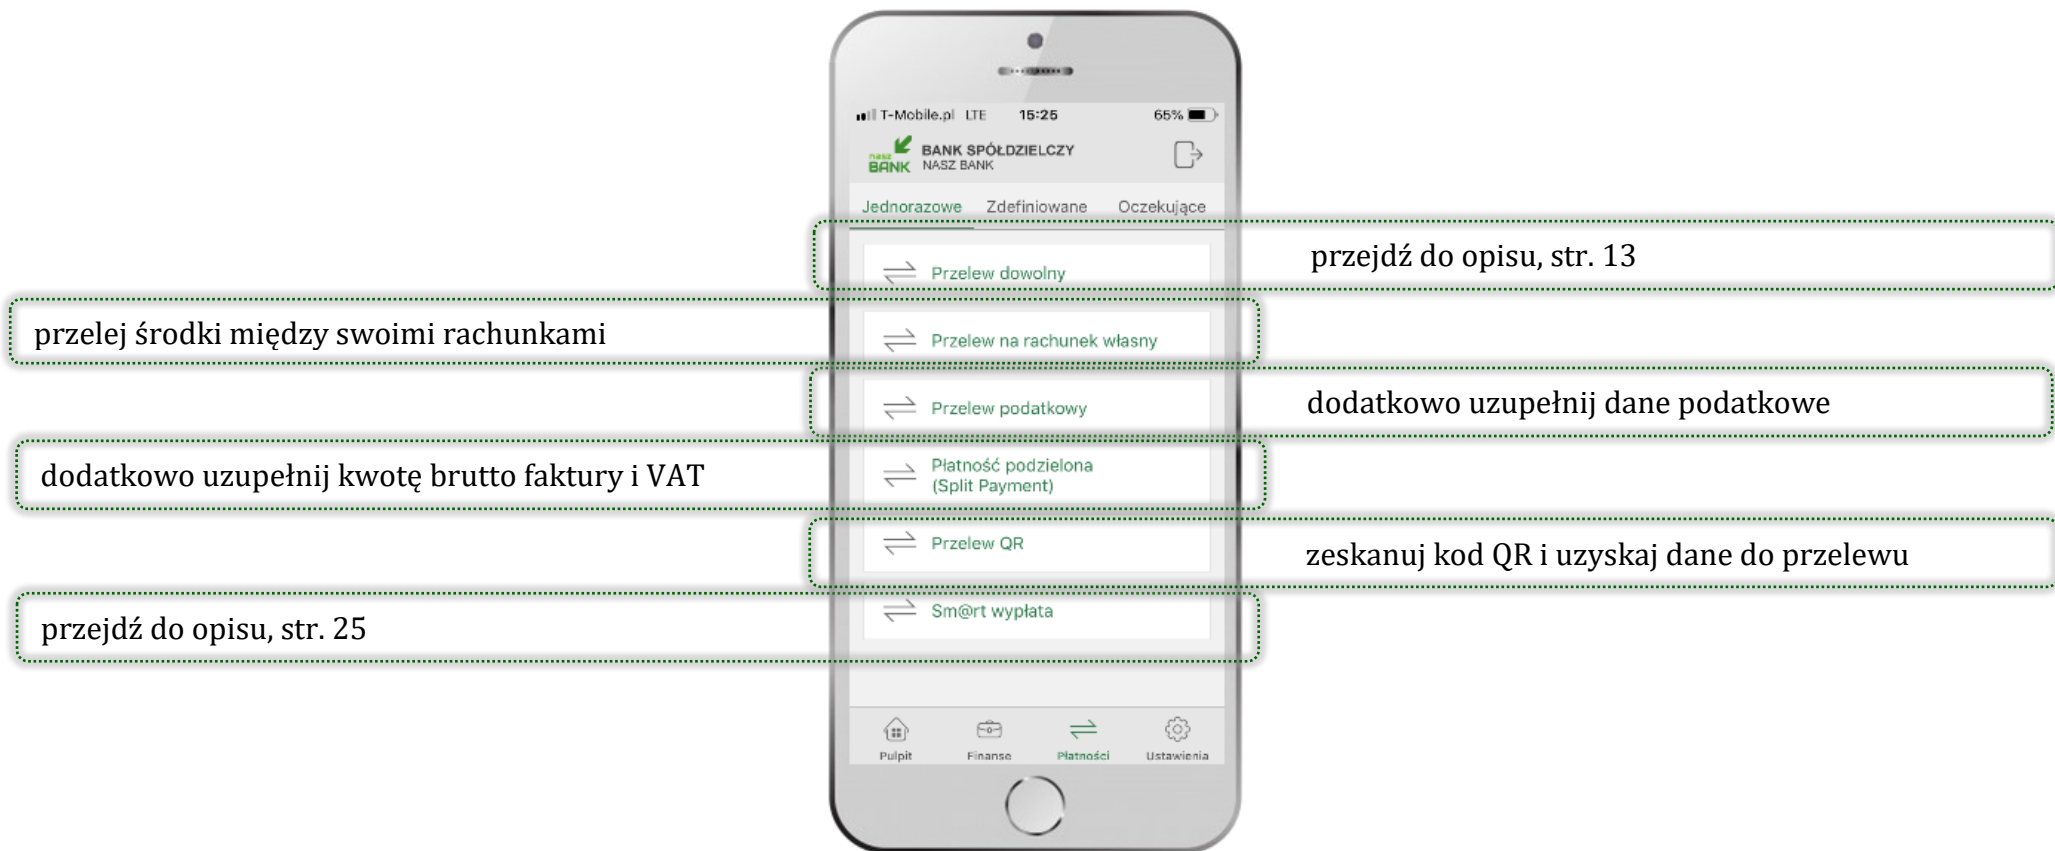 T-Mobile.pl LTE 15:25 65%
nasz BANK
BANK SPÓŁDZIELCZY
NASZ BANK
Jednorazowe Zdefiniowane Oczekujące
Przelew dowolny
przejdź do opisu, str. 13
przelej środki między swoimi rachunkami
Przelew na rachunek własny
Przelew podatkowy
dodatkowo uzupełnij dane podatkowe
dodatkowo uzupełnij kwotę brutto faktury i VAT
Płatność podzielona
(Split Payment)
Przelew QR
zeskanuj kod QR i uzyskaj dane do przelewu
Sm@rt wypłata
przejdź do opisu, str. 25
Pulpit Finanse Płatności Ustawienia